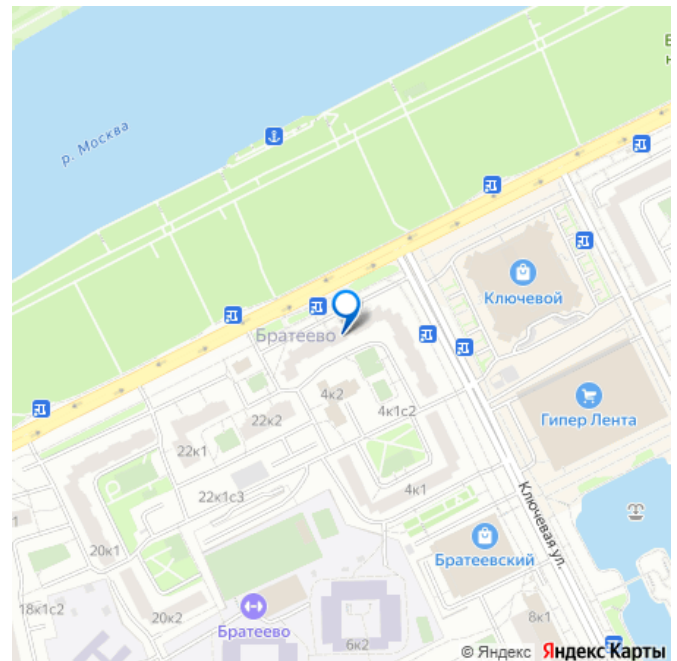 р. Москва
Ключевой
Братеево
Гипер Лента
4к2
22к2
4к1с2
22к1
22к1с3
4к1
Ключевая ул.
20к1
Братеевский
18к1с2
20к2
Братеево
6к2
8к1
© Яндекс Яндекс Карты